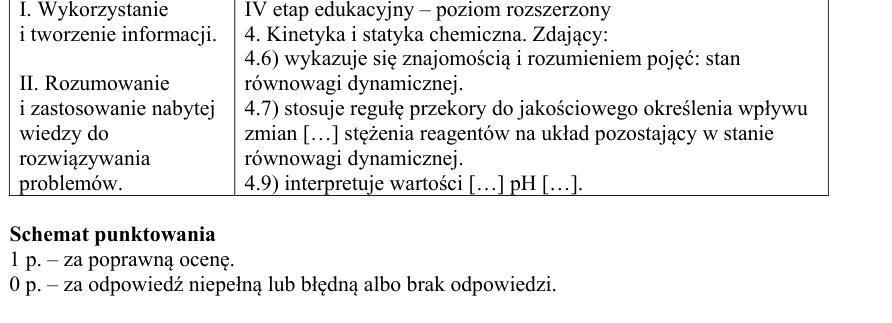 I. Wykorzystanie
i tworzenie informacji.
II. Rozumowanie
i zastosowanie nabytej
wiedzy do
rozwiązywania
problemów.
IV etap edukacyjny – poziom rozszerzony
4. Kinetyka i statyka chemiczna. Zdający:
4.6) wykazuje się znajomością i rozumieniem pojęć: stan
równowagi dynamicznej.
4.7) stosuje regułę przekory do jakościowego określenia wpływu
zmian […] stężenia reagentów na układ pozostający w stanie
równowagi dynamicznej.
4.9) interpretuje wartości […] pH […].
Schemat punktowania
1 p. – za poprawną ocenę.
0 p. – za odpowiedź niepełną lub błędną albo brak odpowiedzi.